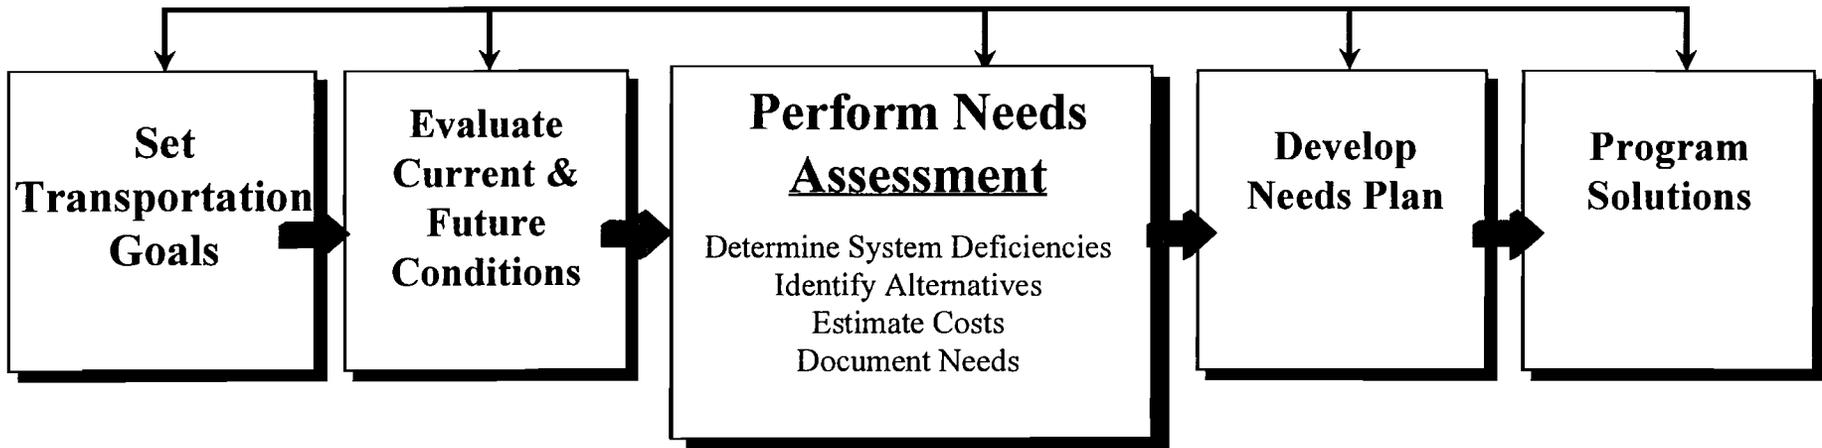 Set
Transportation
Goals
Evaluate
Current &
Future
Conditions
Perform Needs
Assessment
Determine System Deficiencies
Identify Alternatives
Estimate Costs
Document Needs
Develop
Needs Plan
Program
Solutions